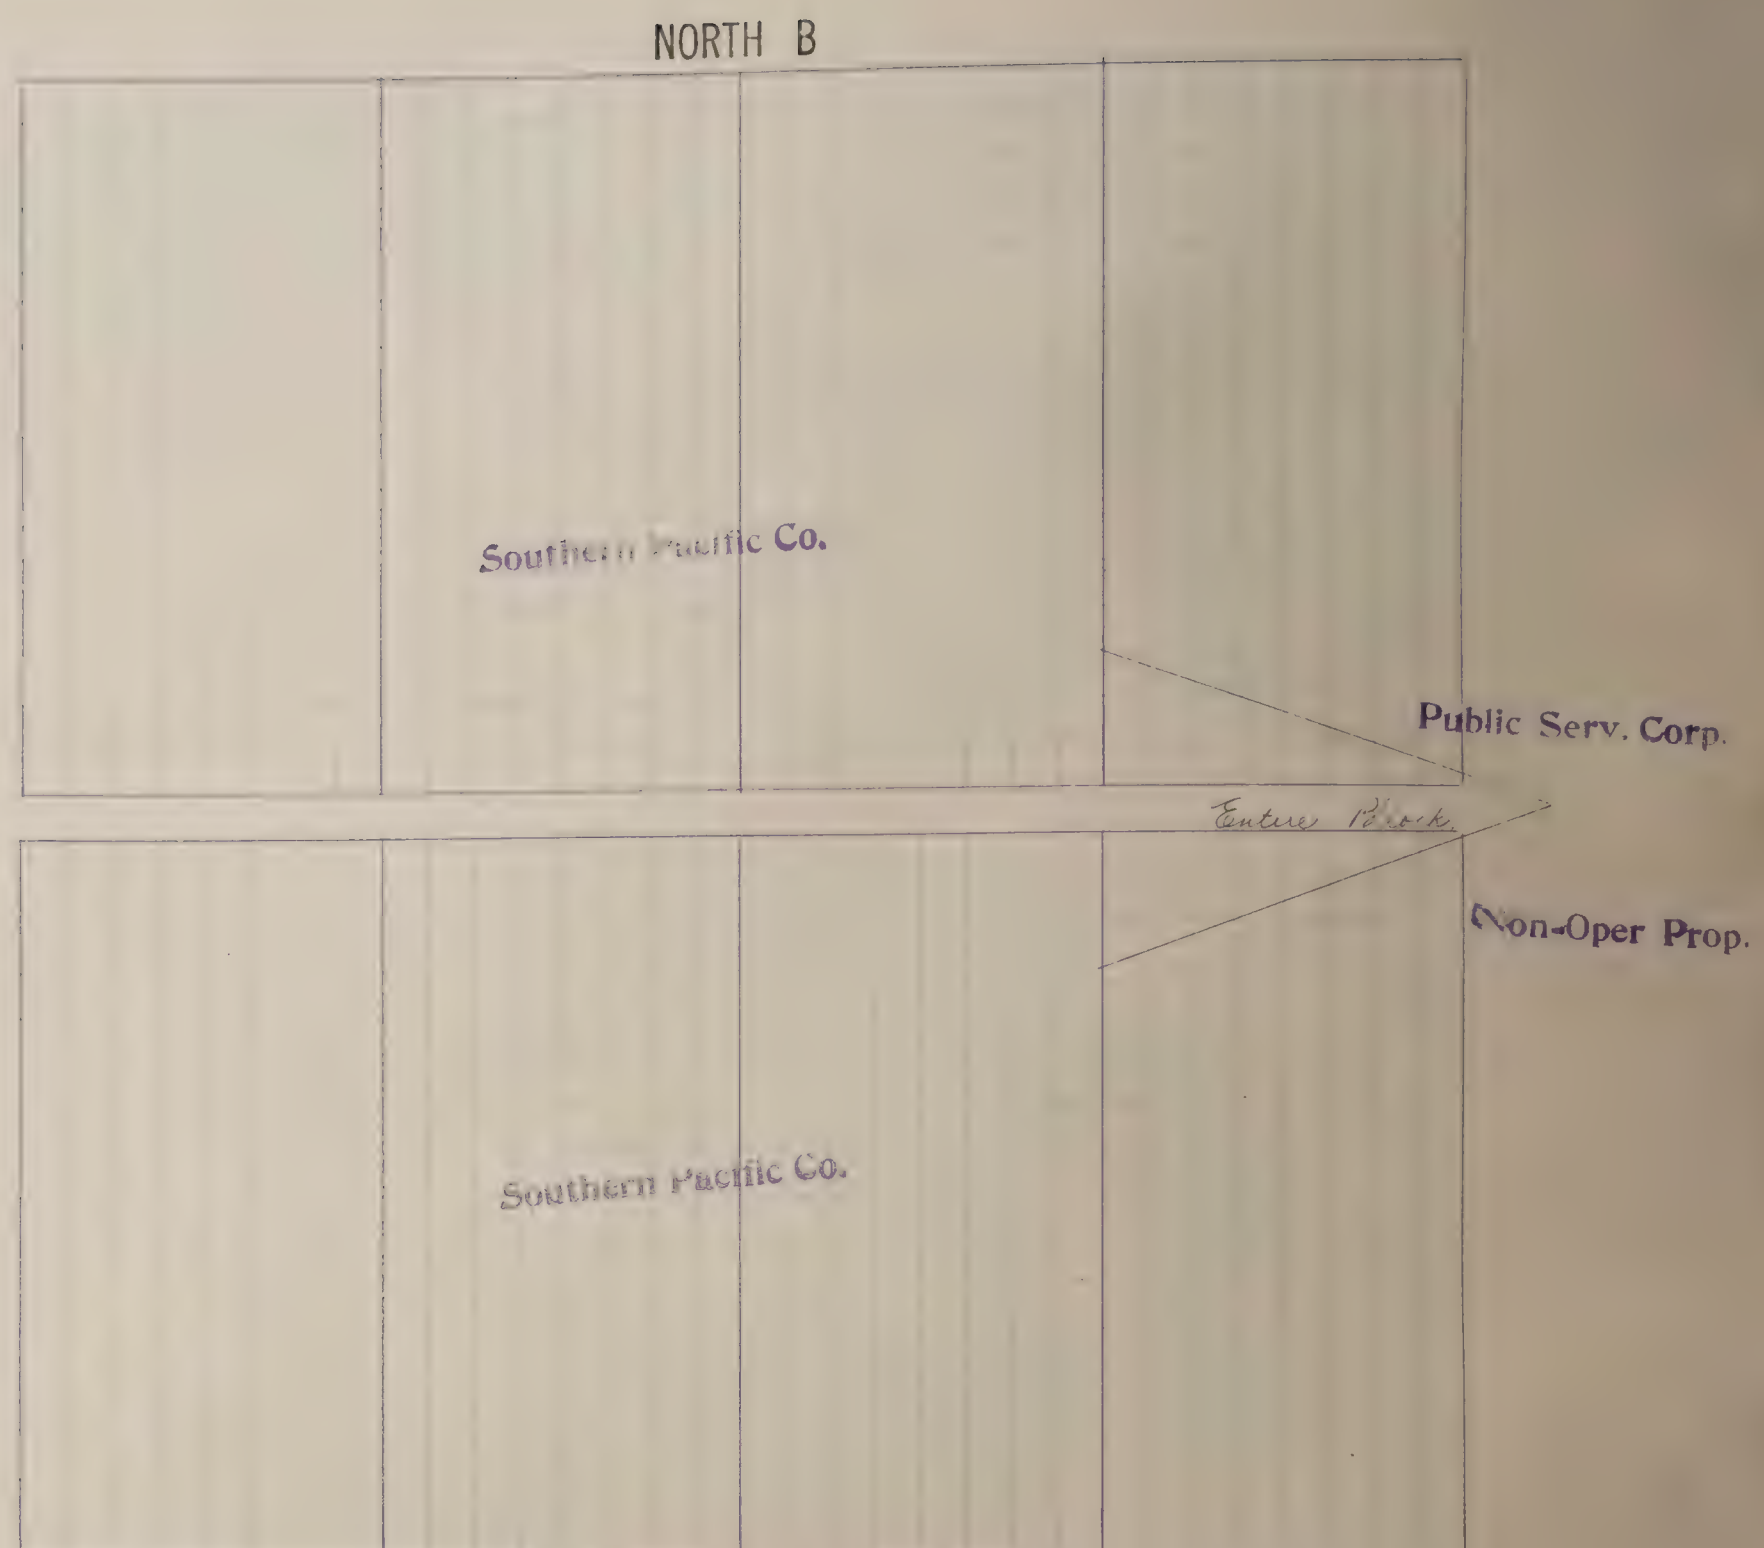 NORTH B
Southern Pacific Co.
Public Serv. Corp.
Entire Block.
Non-Oper Prop.
Southern Pacific Co.